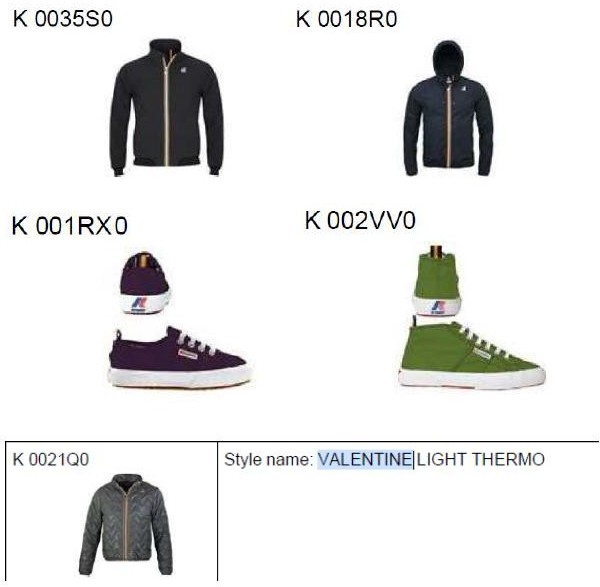 K 0035S0 K 0018R0
K 001RX0 K 002VV0
K 0021Q0 Style name: VALENTINE LIGHT THERMO